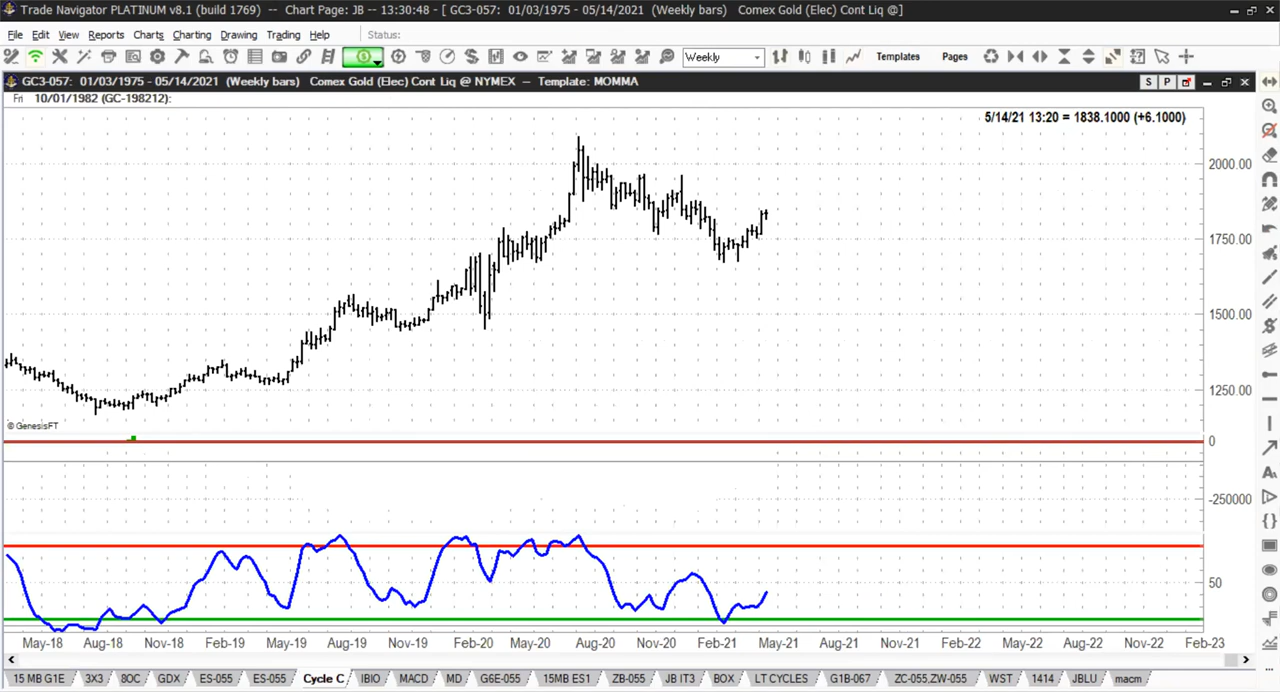 Trade Navigator PLATINUM v8.1 (build 1769) -- Chart Page: JB -- 13:30:48 - [ GC3-057: 01/03/1975 - 05/14/2021 (Weekly bars) Comex Gold (Elec) Cont Liq @]
File Edit View Reports Charts Charting Drawing Trading Help Status:
Weekly Templates Pages
GC3-057: 01/03/1975 - 05/14/2021 (Weekly bars) Comex Gold (Elec) Cont Liq @ NYMEX – Template: MOMMA S P
Fri 10/01/1982 (GC-198212):
5/14/21 13:20 = 1838.1000 (+6.1000)
2000.00
1750.00
1500.00
1250.00
© GenesisFT
0
-250000
50
May-18 Aug-18 Nov-18 Feb-19 May-19 Aug-19 Nov-19 Feb-20 May-20 Aug-20 Nov-20 Feb-21 May-21 Aug-21 Nov-21 Feb-22 May-22 Aug-22 Nov-22 Feb-23
15 MB G1E 3X3 8OC GDX ES-055 ES-055 Cycle C IBIO MACD MD G6E-055 15MB ES1 ZB-055 JB IT3 BOX LT CYCLES G1B-067 ZC-055,ZW-055 WST 1414 JBLU macm